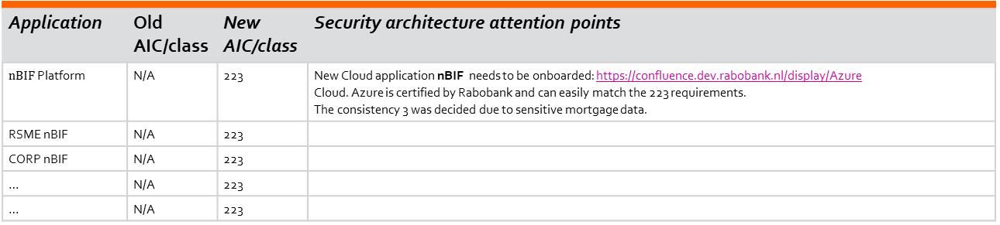 Application Old AIC/class New AIC/class Security architecture attention points
nBIF Platform N/A 223 New Cloud application nBIF needs to be onboarded: https://confluence.dev.rabobank.nl/display/Azure
Cloud. Azure is certified by Rabobank and can easily match the 223 requirements.
The consistency 3 was decided due to sensitive mortgage data.
RSME nBIF N/A 223
CORP nBIF N/A 223
... N/A 223
... N/A 223